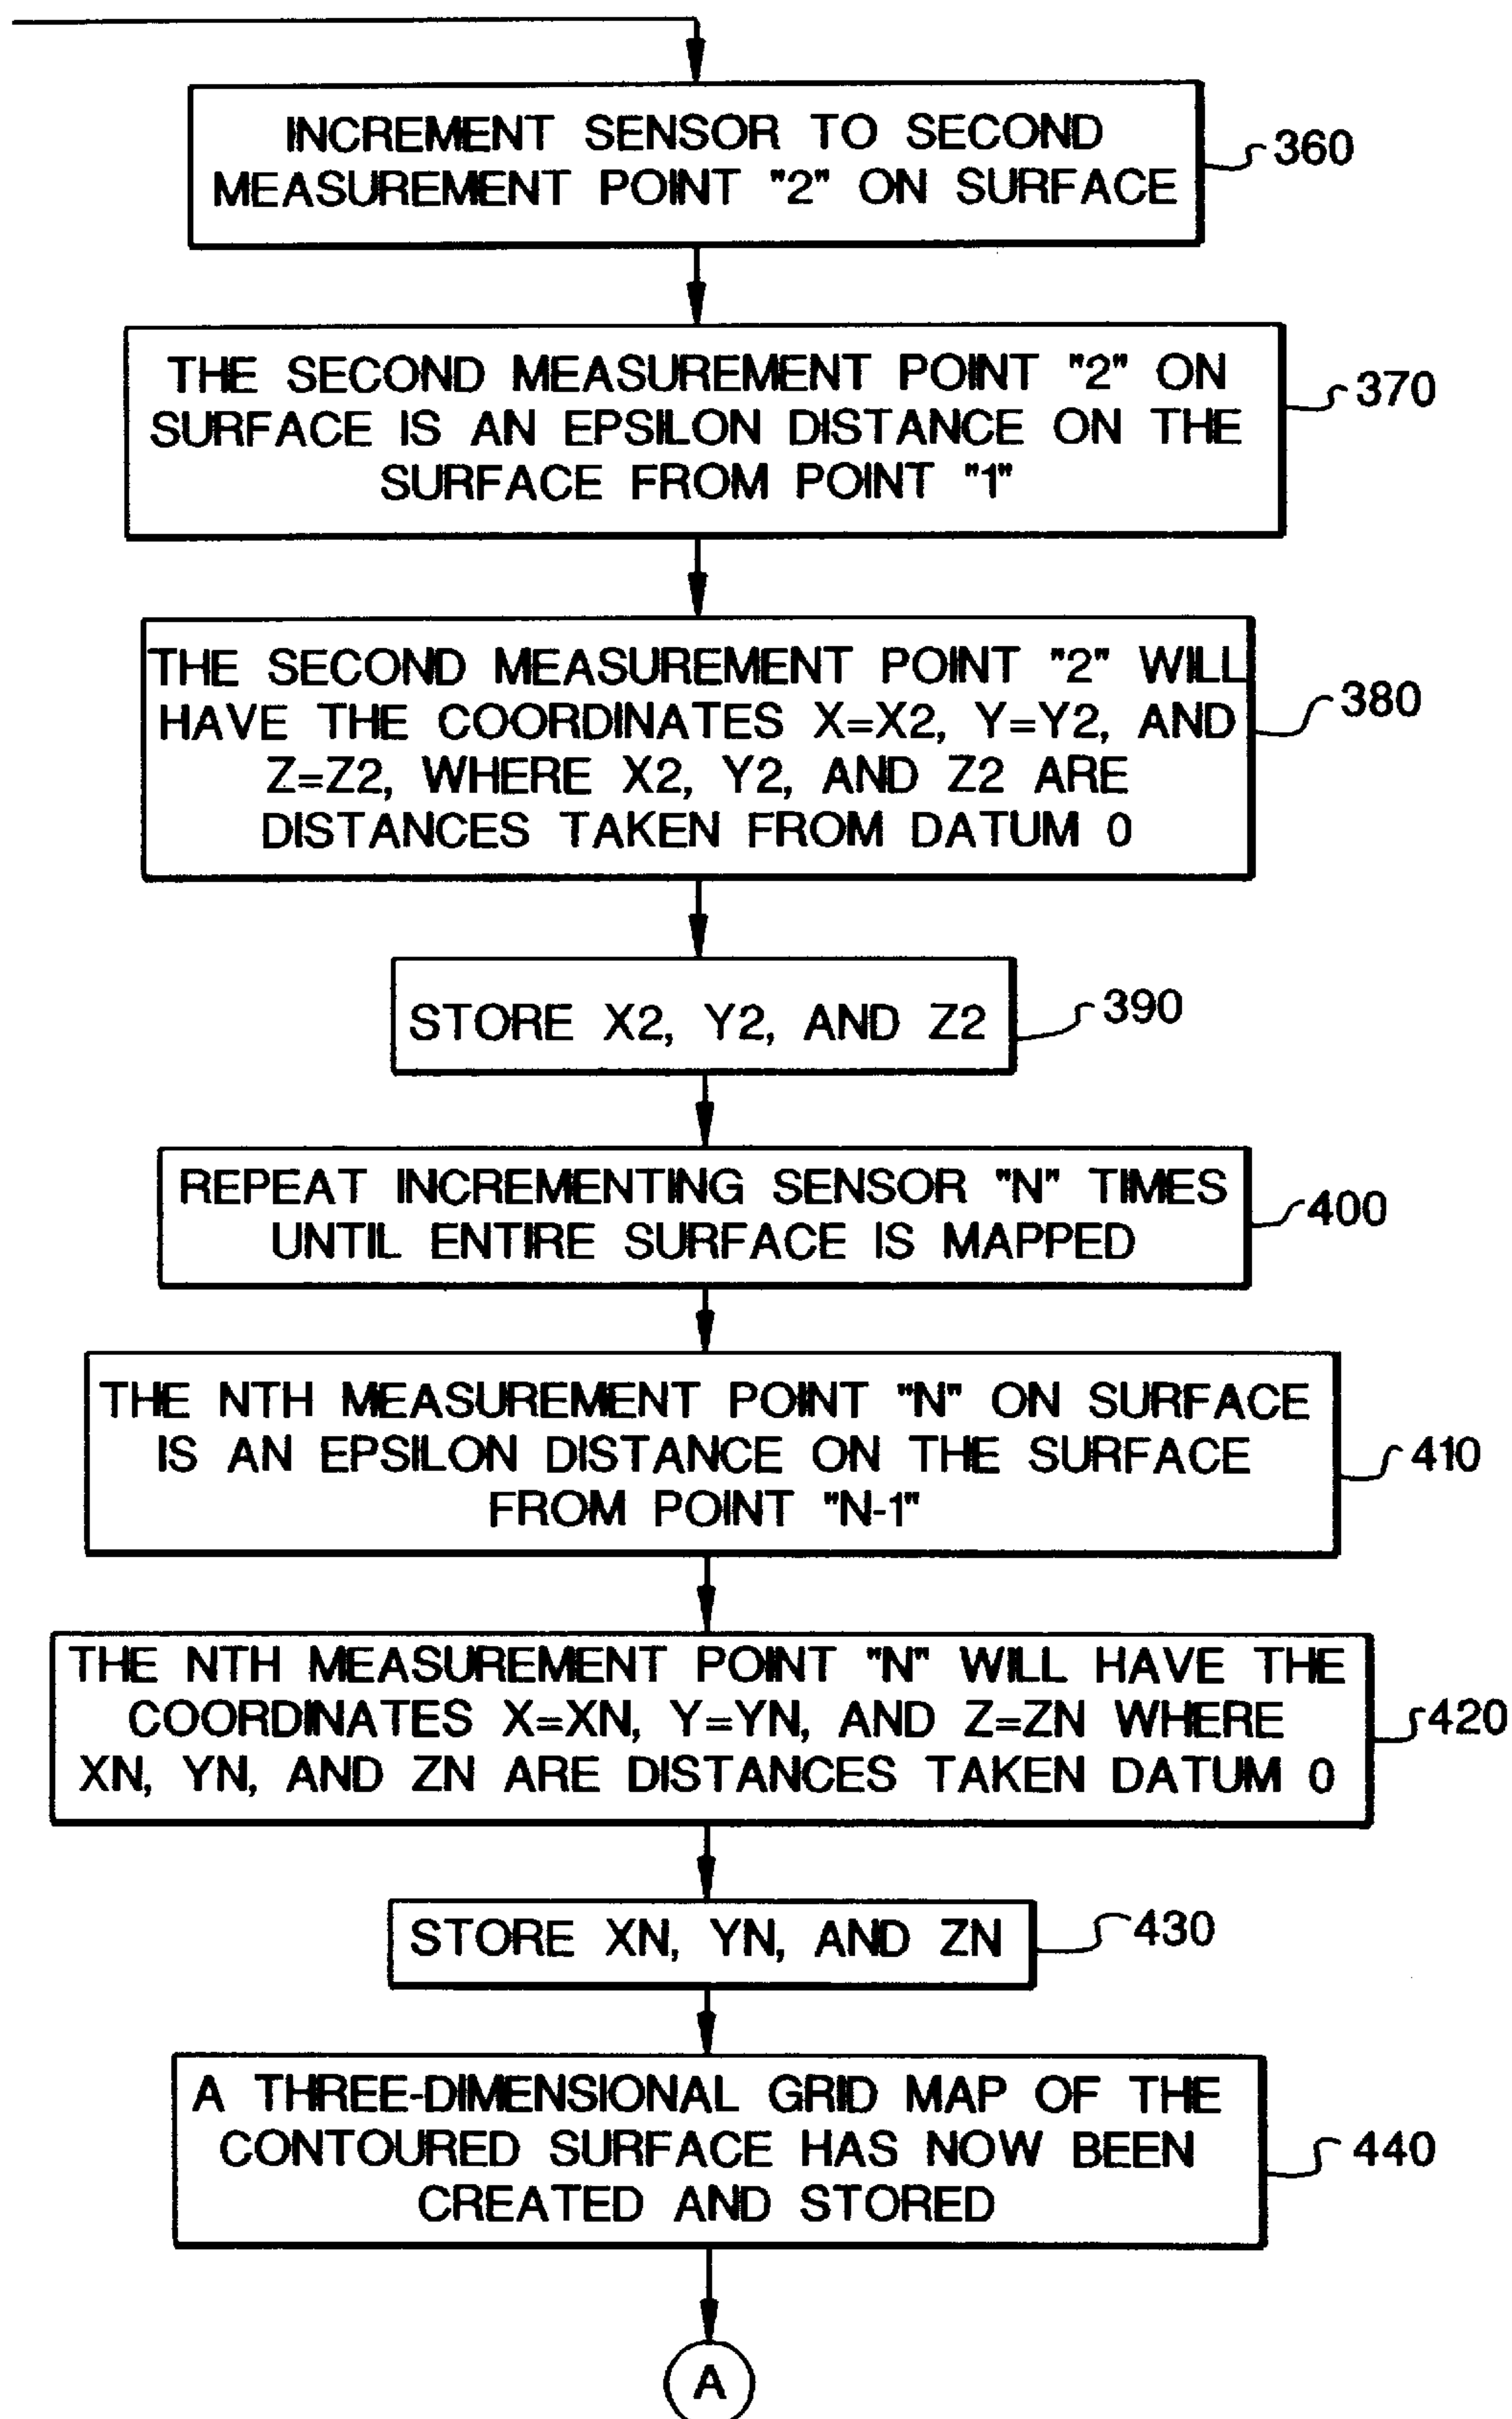 INCREMENT SENSOR TO SECOND
MEASUREMENT POINT "2" ON SURFACE
360
THE SECOND MEASUREMENT POINT "2" ON
SURFACE IS AN EPSILON DISTANCE ON THE
SURFACE FROM POINT "1"
370
THE SECOND MEASUREMENT POINT "2" WILL
HAVE THE COORDINATES X=X2, Y=Y2, AND
Z=Z2, WHERE X2, Y2, AND Z2 ARE
DISTANCES TAKEN FROM DATUM 0
380
STORE X2, Y2, AND Z2
390
REPEAT INCREMENTING SENSOR "N" TIMES
UNTIL ENTIRE SURFACE IS MAPPED
400
THE NTH MEASUREMENT POINT "N" ON SURFACE
IS AN EPSILON DISTANCE ON THE SURFACE
FROM POINT "N-1"
410
THE NTH MEASUREMENT POINT "N" WILL HAVE THE
COORDINATES X=XN, Y=YN, AND Z=ZN WHERE
XN, YN, AND ZN ARE DISTANCES TAKEN DATUM 0
420
STORE XN, YN, AND ZN
430
A THREE-DIMENSIONAL GRID MAP OF THE
CONTOURED SURFACE HAS NOW BEEN
CREATED AND STORED
440
A